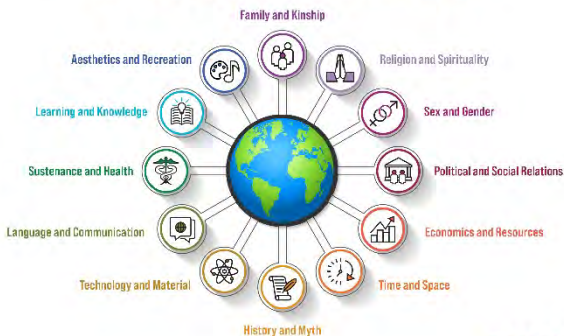 Family and Kinship
Aesthetics and Recreation
Religion and Spirituality
Learning and Knowledge
Sex and Gender
Sustenance and Health
Political and Social Relations
Language and Communication
Economics and Resources
Technology and Material
Time and Space
History and Myth